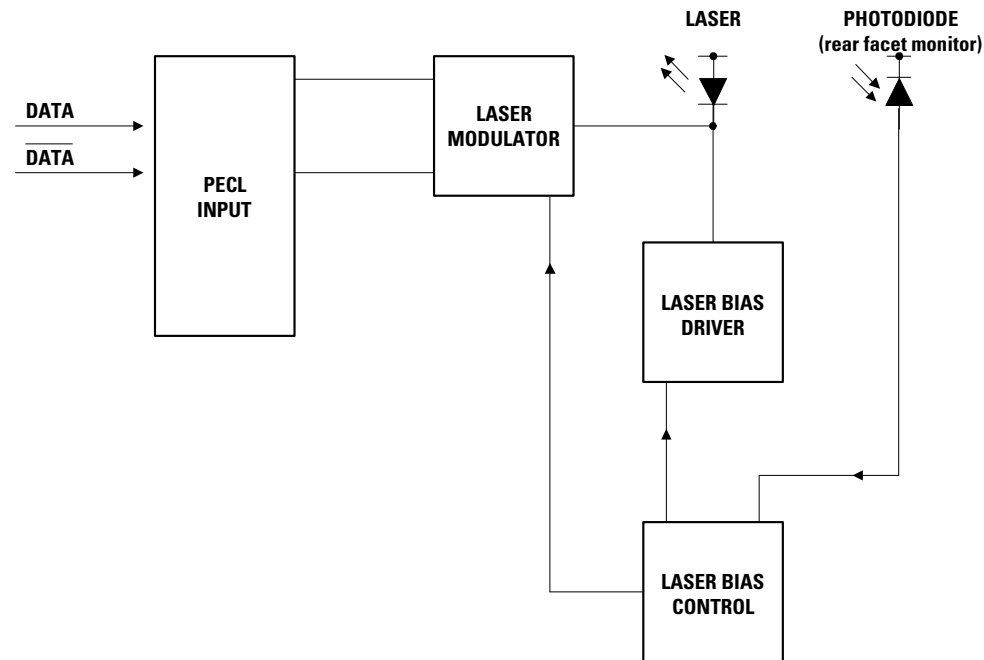 LASER
PHOTODIODE
(rear facet monitor)
DATA
DATA
PECL
INPUT
LASER
MODULATOR
LASER BIAS
DRIVER
LASER BIAS
CONTROL